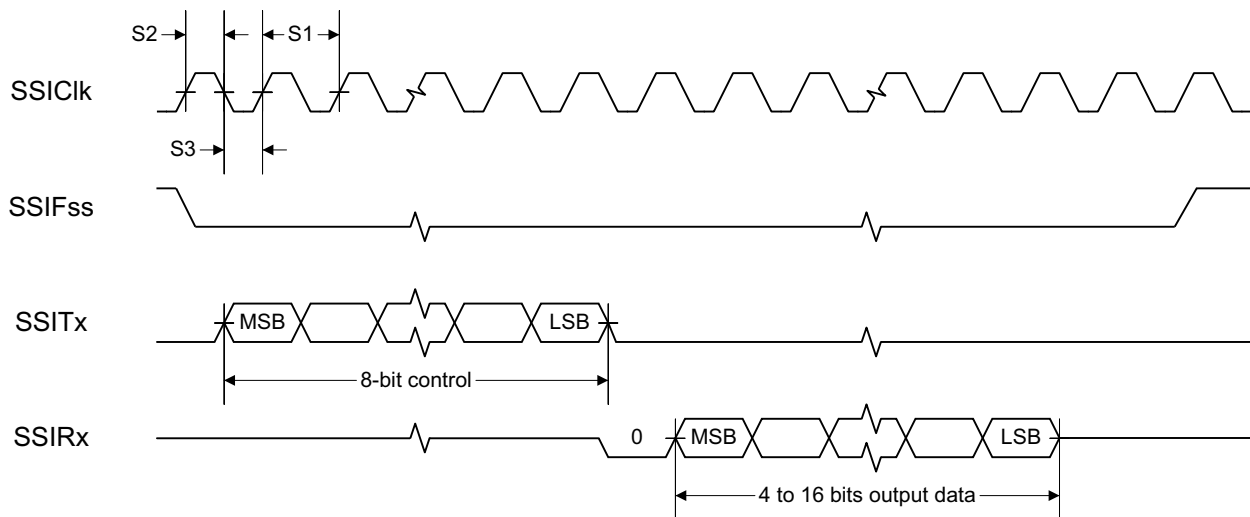 S2
S1
SSIClk
S3
SSIFss
SSITx
MSB
LSB
8-bit control
SSIRx
0
MSB
LSB
4 to 16 bits output data